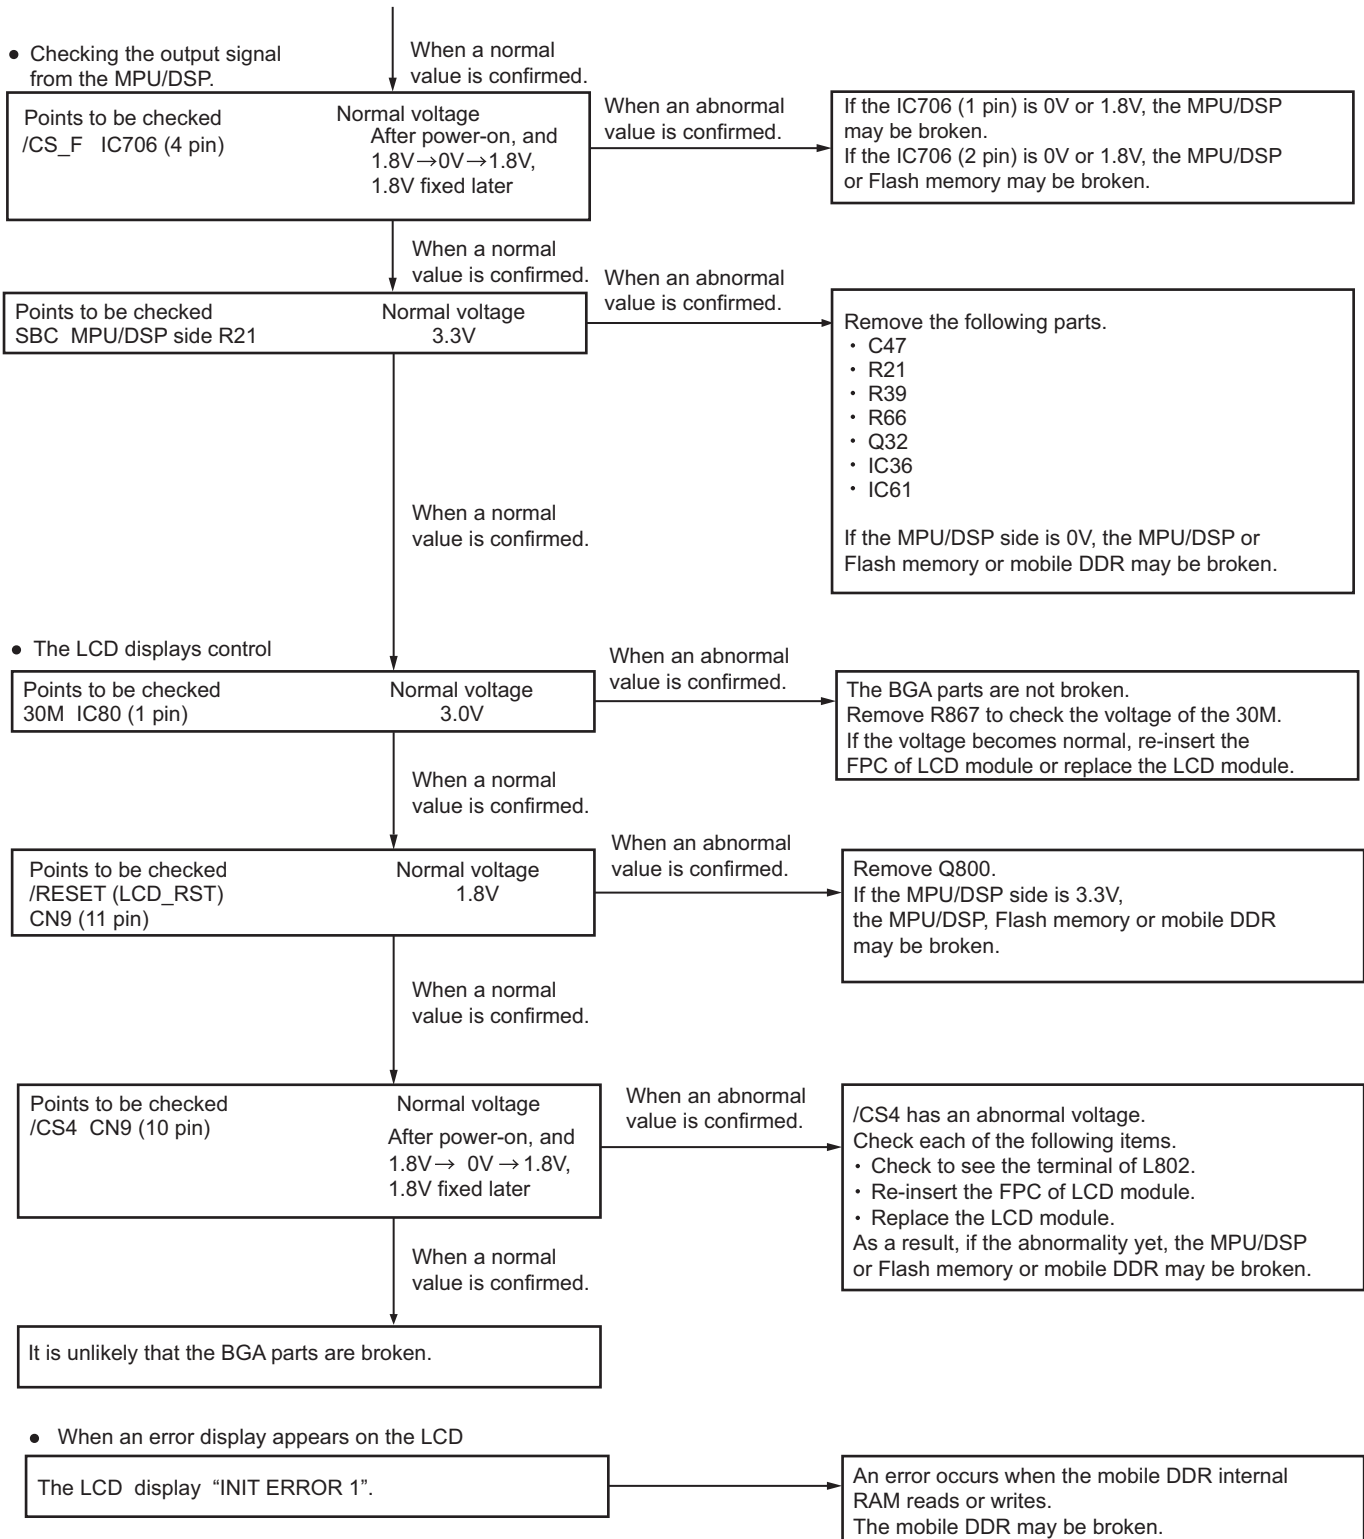 ● Checking the output signal
from the MPU/DSP.
When a normal
value is confirmed.
Points to be checked
/CS_F IC706 (4 pin)
Normal voltage
After power-on, and
1.8V→0V→1.8V,
1.8V fixed later
When an abnormal
value is confirmed.
If the IC706 (1 pin) is 0V or 1.8V, the MPU/DSP
may be broken.
If the IC706 (2 pin) is 0V or 1.8V, the MPU/DSP
or Flash memory may be broken.
When a normal
value is confirmed.
Points to be checked
SBC MPU/DSP side R21
Normal voltage
3.3V
When an abnormal
value is confirmed.
Remove the following parts.
・ C47
・ R21
・ R39
・ R66
・ Q32
・ IC36
・ IC61
If the MPU/DSP side is 0V, the MPU/DSP or
Flash memory or mobile DDR may be broken.
When a normal
value is confirmed.
● The LCD displays control
Points to be checked
30M IC80 (1 pin)
Normal voltage
3.0V
When an abnormal
value is confirmed.
The BGA parts are not broken.
Remove R867 to check the voltage of the 30M.
If the voltage becomes normal, re-insert the
FPC of LCD module or replace the LCD module.
When a normal
value is confirmed.
Points to be checked
/RESET (LCD_RST)
CN9 (11 pin)
Normal voltage
1.8V
When an abnormal
value is confirmed.
Remove Q800.
If the MPU/DSP side is 3.3V,
the MPU/DSP, Flash memory or mobile DDR
may be broken.
When a normal
value is confirmed.
Points to be checked
/CS4 CN9 (10 pin)
Normal voltage
After power-on, and
1.8V→ 0V →1.8V,
1.8V fixed later
When an abnormal
value is confirmed.
/CS4 has an abnormal voltage.
Check each of the following items.
・ Check to see the terminal of L802.
・ Re-insert the FPC of LCD module.
・ Replace the LCD module.
As a result, if the abnormality yet, the MPU/DSP
or Flash memory or mobile DDR may be broken.
When a normal
value is confirmed.
It is unlikely that the BGA parts are broken.
● When an error display appears on the LCD
The LCD display “INIT ERROR 1”.
An error occurs when the mobile DDR internal
RAM reads or writes.
The mobile DDR may be broken.